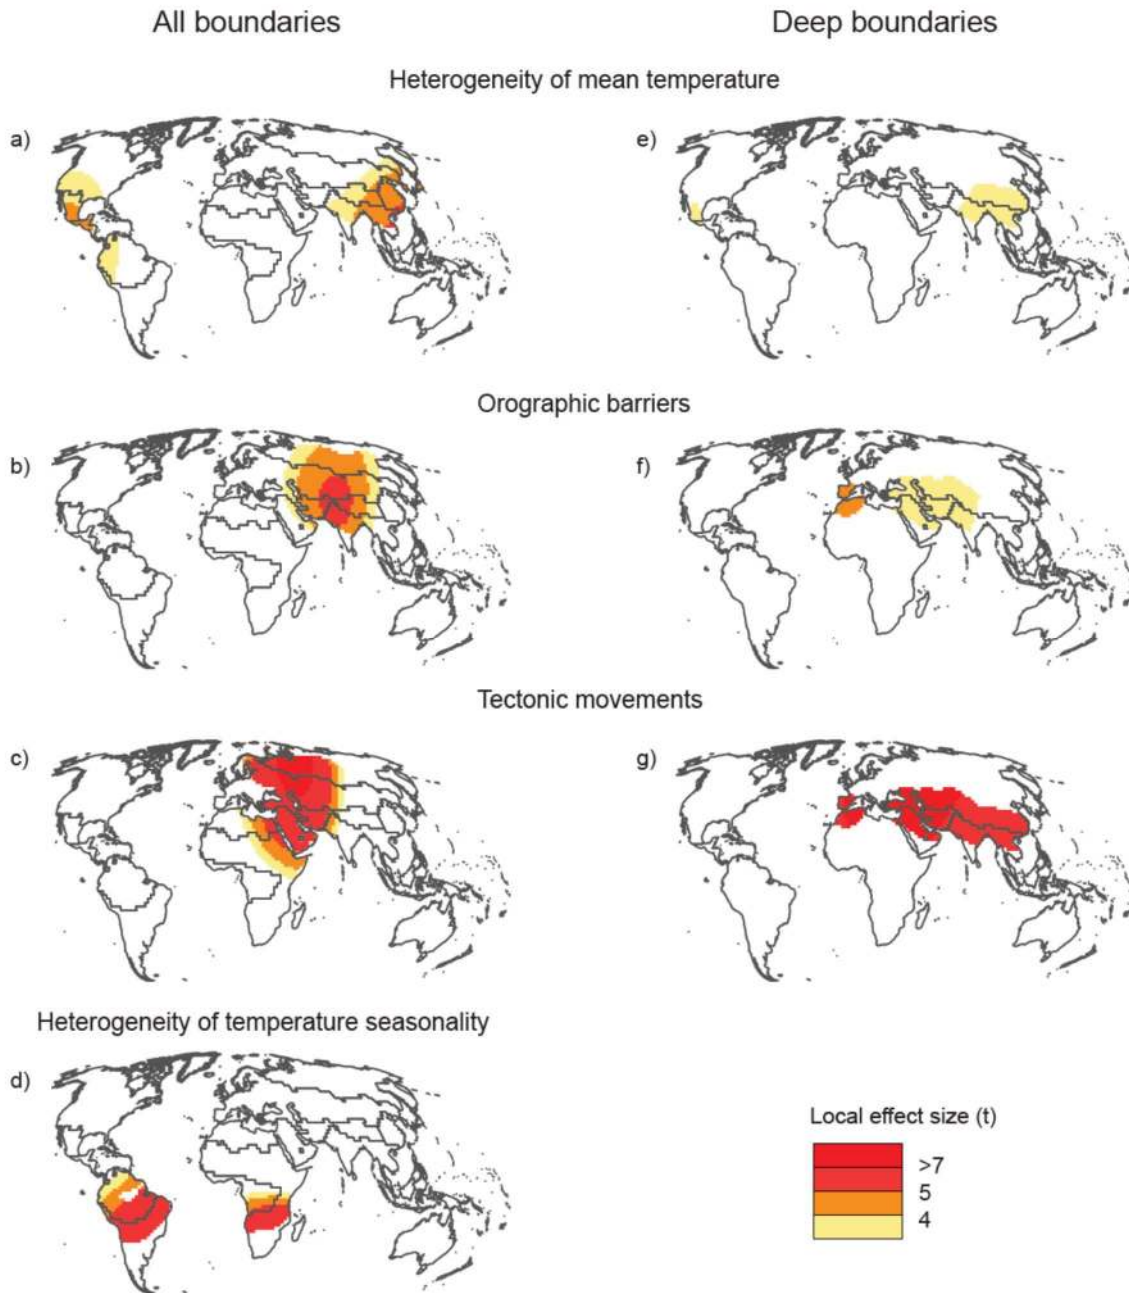 All boundaries
Deep boundaries
Heterogeneity of mean temperature
a)
e)
Orographic barriers
b)
f)
Tectonic movements
c)
g)
Heterogeneity of temperature seasonality
d)
Local effect size (t)
>7
5
4